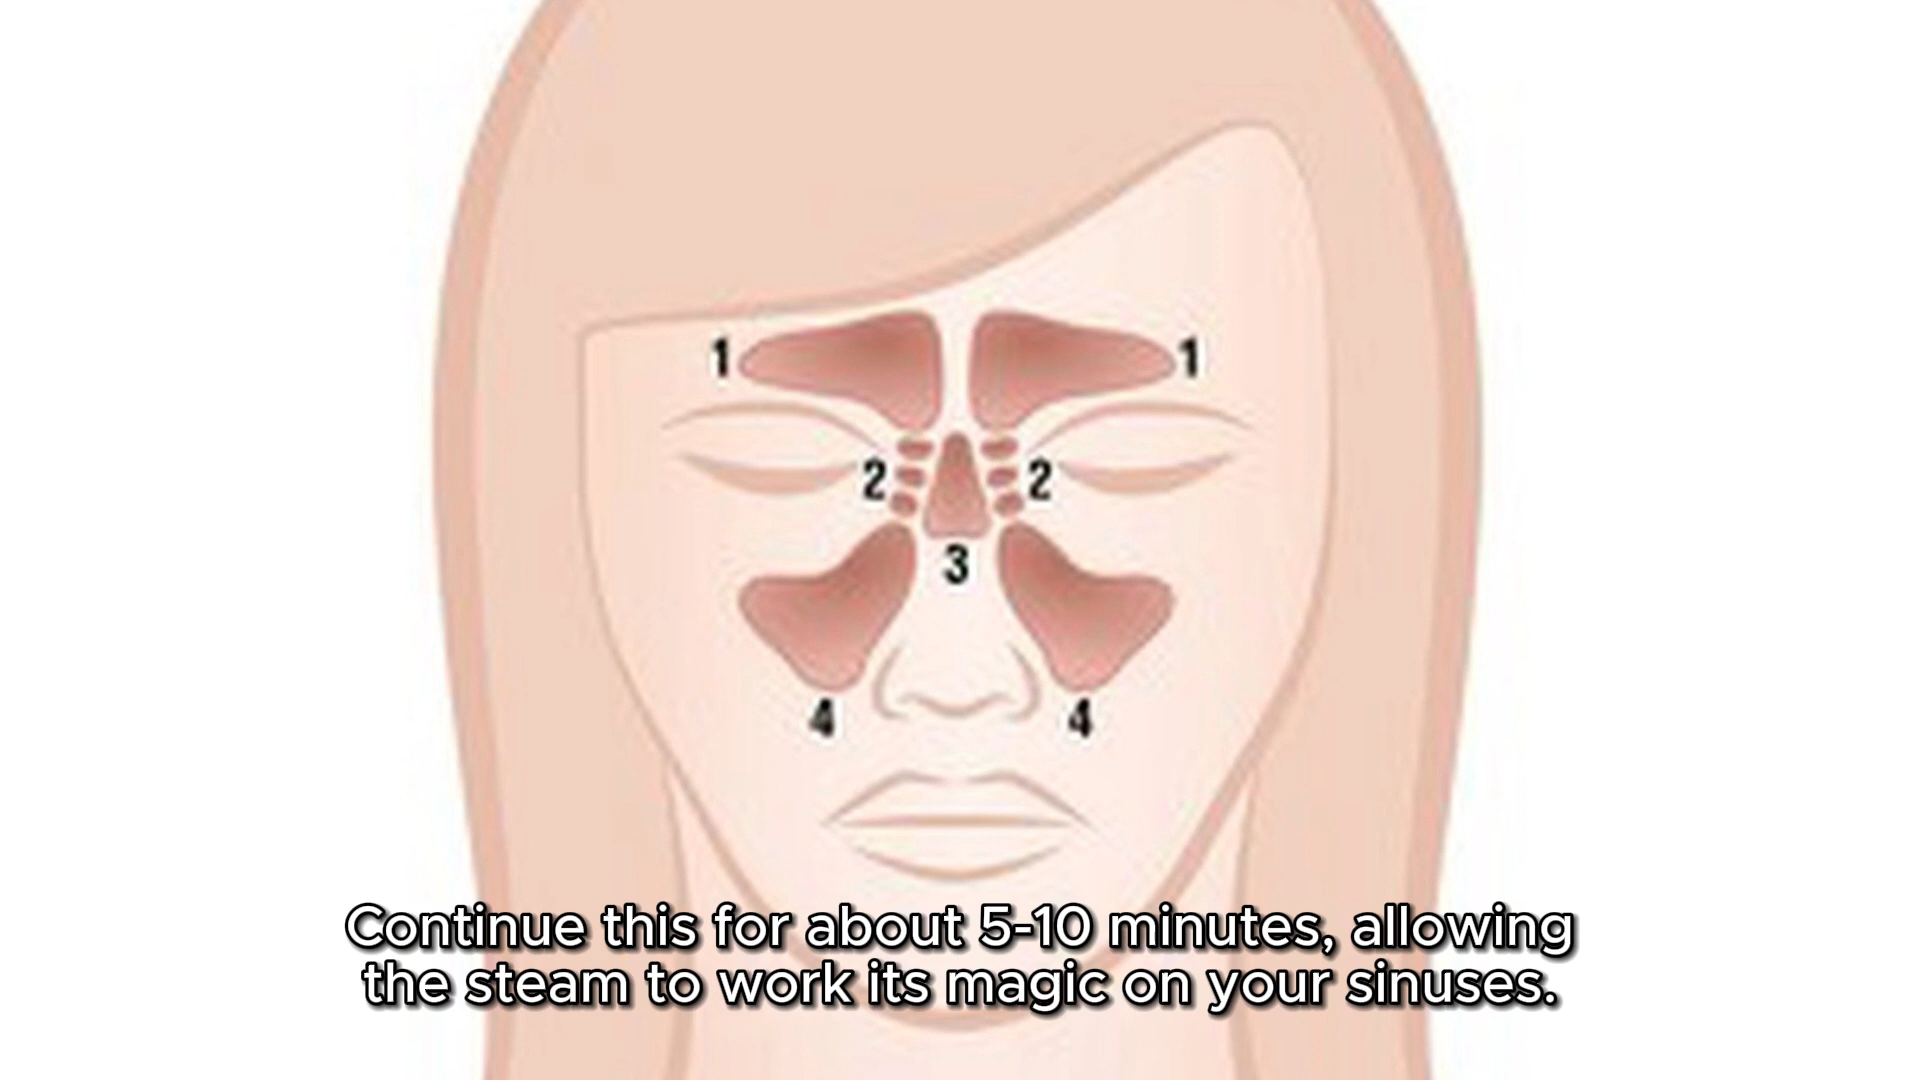 1 1
2 2
3
4 4
Continue this for about 5-10 minutes, allowing
the steam to work its magic on your sinuses.